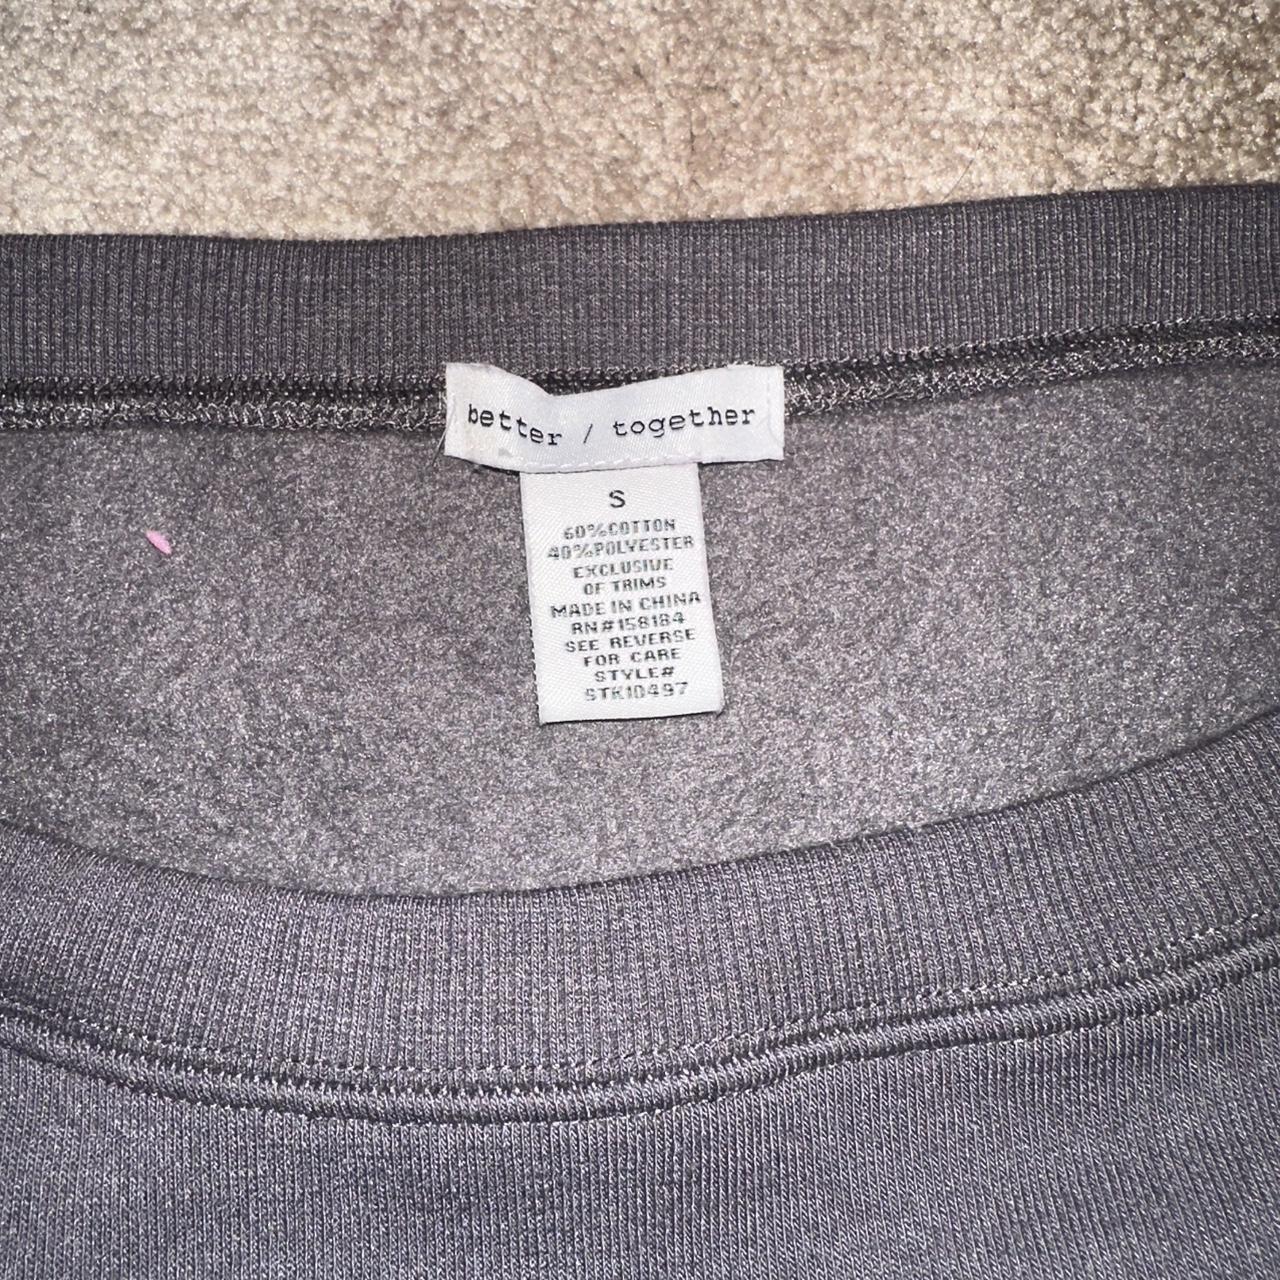 better / together
S
60%COTTON
40%POLYESTER
EXCLUSIVE
OF TRIMS
MADE IN CHINA
RN#158184
SEE REVERSE
FOR CARE
STYLE#
STK10497